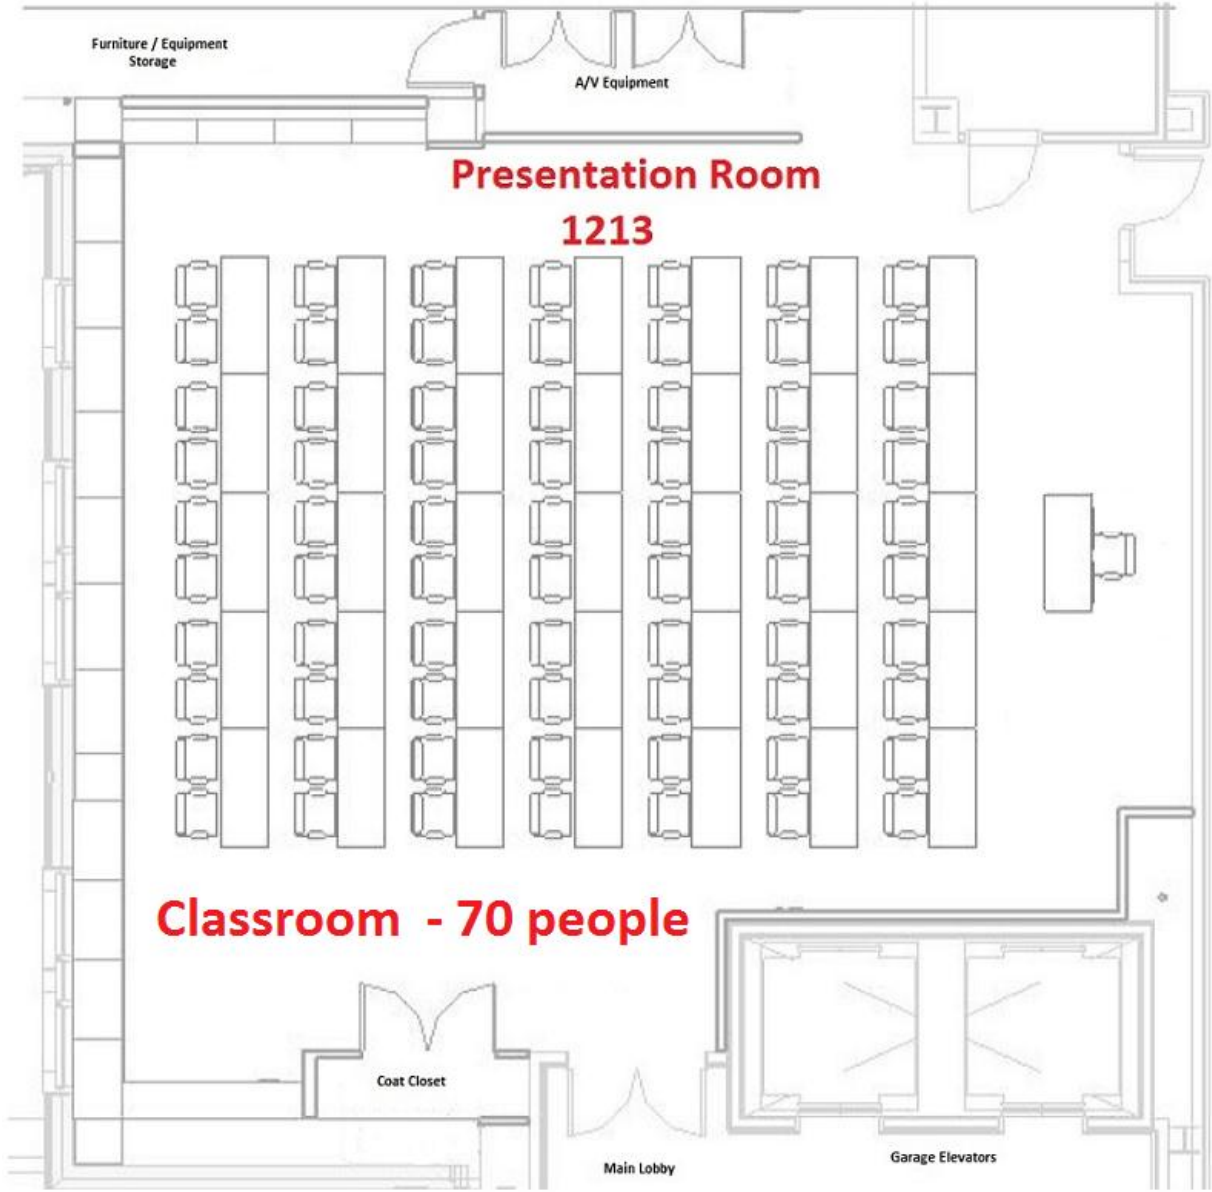 Furniture / Equipment
Storage
A/V Equipment
Presentation Room
1213
Classroom - 70 people
Coat Closet
Main Lobby
Garage Elevators